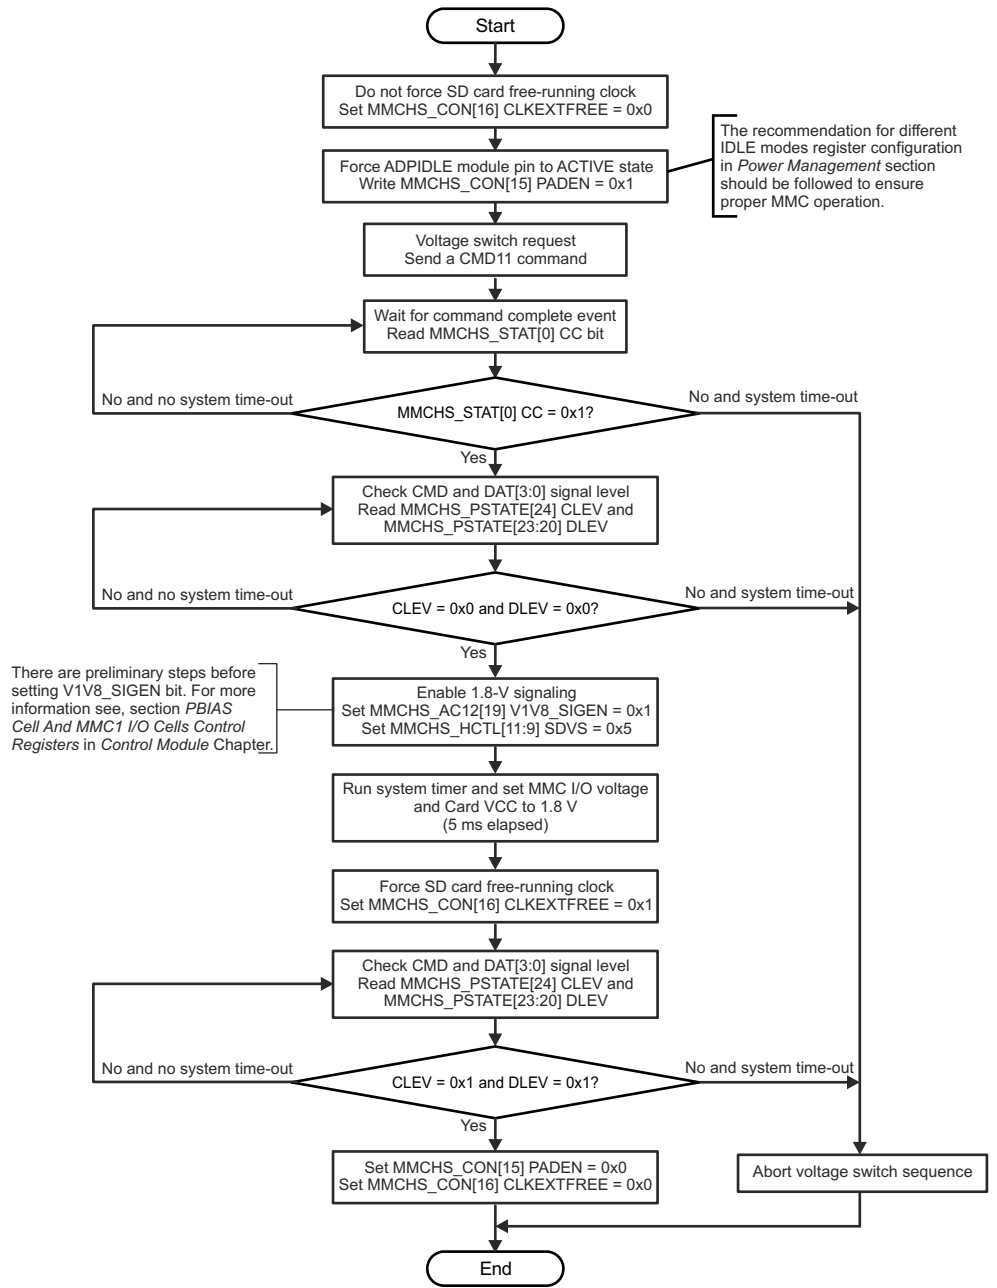 Start
Do not force SD card free-running clock
Set MMCHS_CON[16] CLKEXTFREE = 0x0
The recommendation for different
IDLE modes register configuration
in Power Management section
should be followed to ensure
proper MMC operation.
Force ADPIDLE module pin to ACTIVE state
Write MMCHS_CON[15] PADEN = 0x1
Voltage switch request
Send a CMD11 command
Wait for command complete event
Read MMCHS_STAT[0] CC bit
No and no system time-out
MMCHS_STAT[0] CC = 0x1?
No and system time-out
Yes
Check CMD and DAT[3:0] signal level
Read MMCHS_PSTATE[24] CLEV and
MMCHS_PSTATE[23:20] DLEV
No and no system time-out
CLEV = 0x0 and DLEV = 0x0?
No and system time-out
Yes
There are preliminary steps before
setting V1V8_SIGEN bit. For more
information see, section PBIAS
Cell And MMC1 I/O Cells Control
Registers in Control Module Chapter.
Enable 1.8-V signaling
Set MMCHS_AC12[19] V1V8_SIGEN = 0x1
Set MMCHS_HCTL[11:9] SDVS = 0x5
Run system timer and set MMC I/O voltage
and Card VCC to 1.8 V
(5 ms elapsed)
Force SD card free-running clock
Set MMCHS_CON[16] CLKEXTFREE = 0x1
Check CMD and DAT[3:0] signal level
Read MMCHS_PSTATE[24] CLEV and
MMCHS_PSTATE[23:20] DLEV
No and no system time-out
CLEV = 0x1 and DLEV = 0x1?
No and system time-out
Yes
Set MMCHS_CON[15] PADEN = 0x0
Set MMCHS_CON[16] CLKEXTFREE = 0x0
Abort voltage switch sequence
End